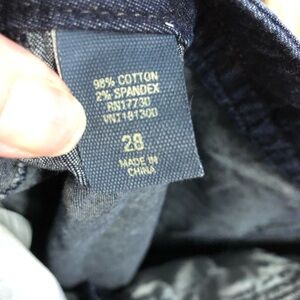 98% COTTON
2% SPANDEX
RN17730
VN1181300
28
MADE IN
CHINA